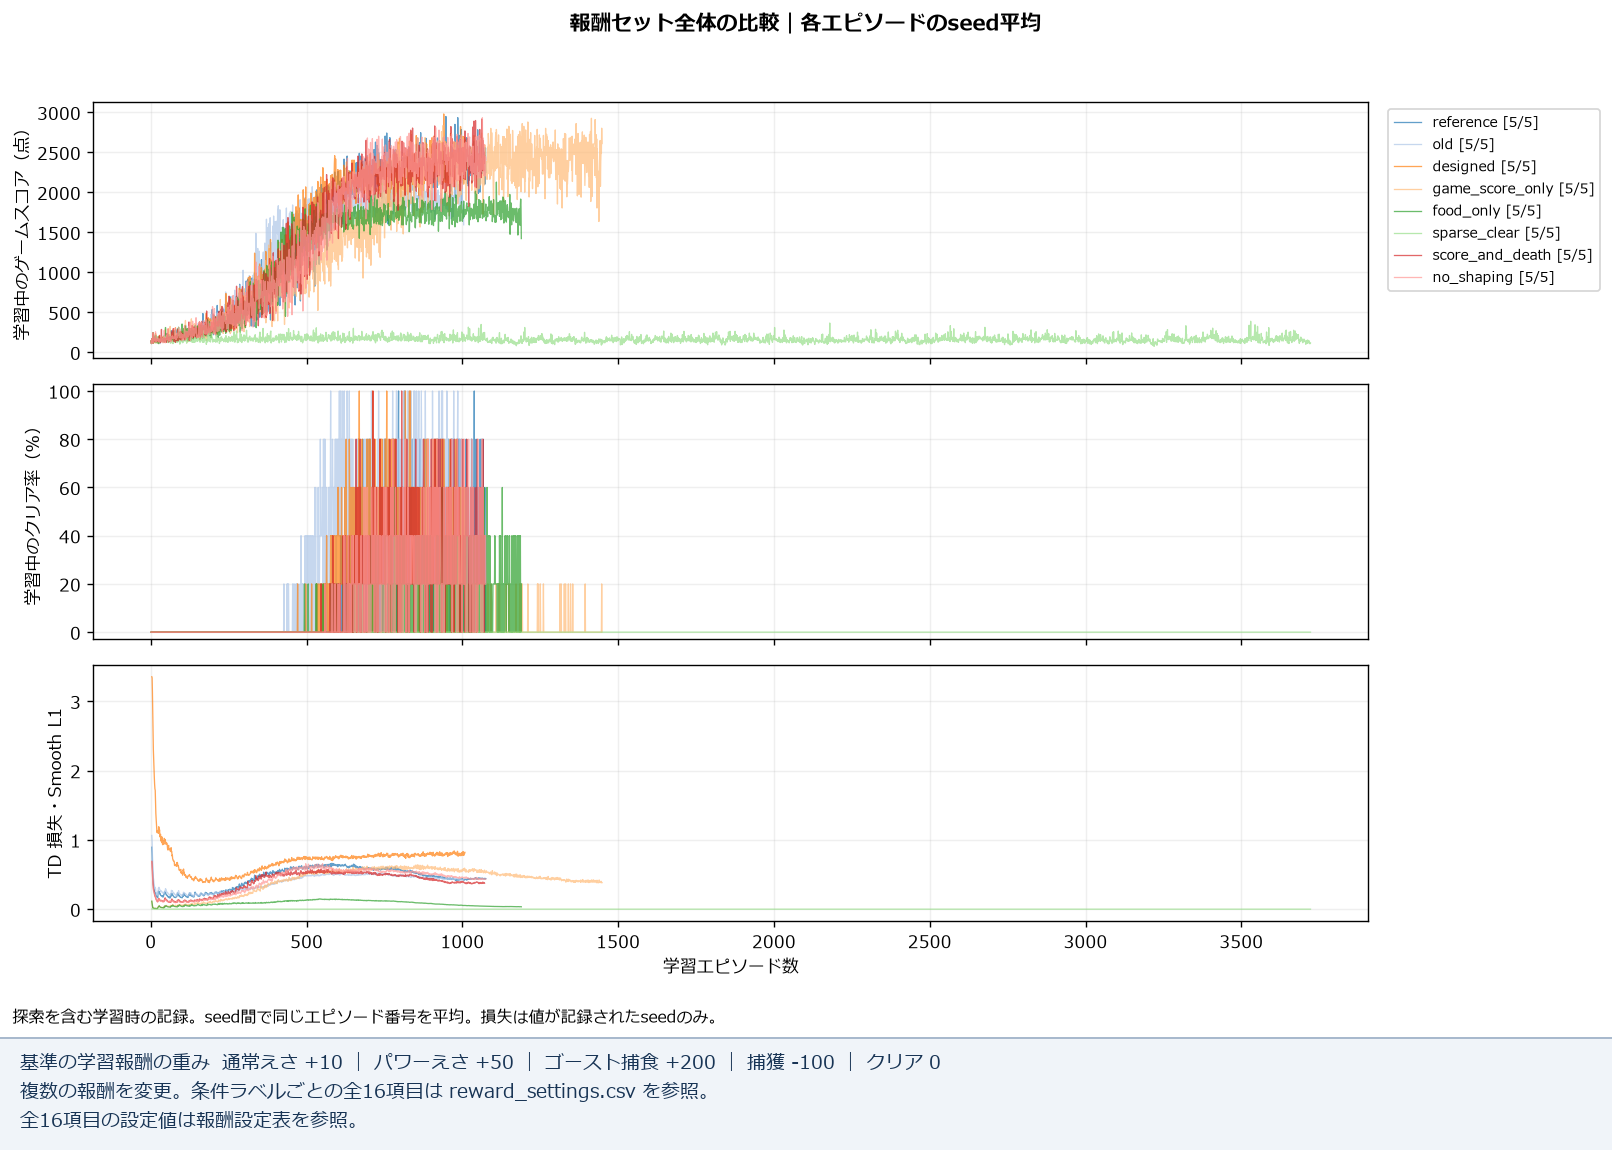 報酬セット全体の比較｜各エピソードのseed平均
学習中のゲームスコア（点）
3000
2500
2000
1500
1000
500
0
reference [5/5]
old [5/5]
designed [5/5]
game_score_only [5/5]
food_only [5/5]
sparse_clear [5/5]
score_and_death [5/5]
no_shaping [5/5]
学習中のクリア率（%）
100
80
60
40
20
0
TD 損失・Smooth L1
3
2
1
0
0 500 1000 1500 2000 2500 3000 3500
学習エピソード数
探索を含む学習時の記録。seed間で同じエピソード番号を平均。損失は値が記録されたseedのみ。
基準の学習報酬の重み 通常えさ +10 ｜ パワーえさ +50 ｜ ゴースト捕食 +200 ｜ 捕獲 -100 ｜ クリア 0
複数の報酬を変更。条件ラベルごとの全16項目は reward_settings.csv を参照。
全16項目の設定値は報酬設定表を参照。